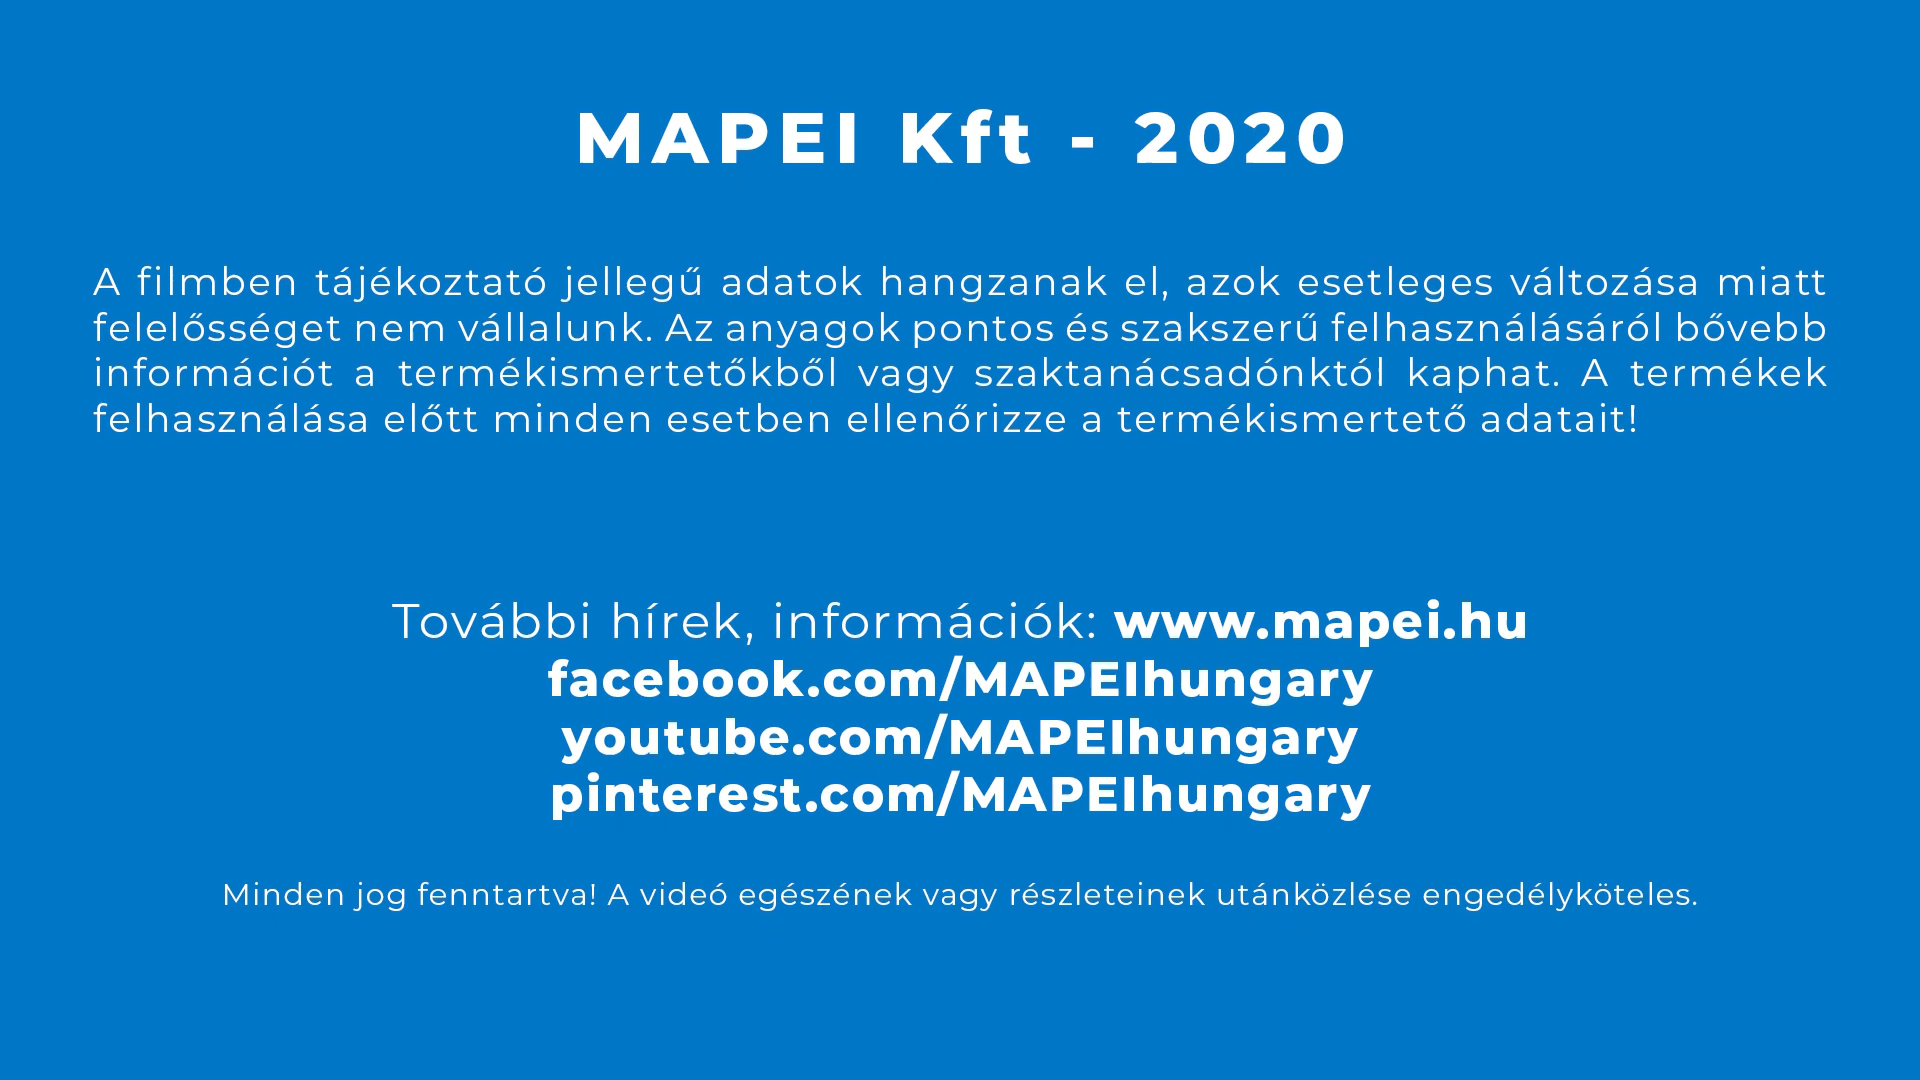 MAPEI Kft - 2020
A filmben tájékoztató jellegű adatok hangzanak el, azok esetleges változása miatt
felelősséget nem vállalunk. Az anyagok pontos és szakszerű felhasználásáról bővebb
információt a termékismertetőkből vagy szaktanácsadónktól kaphat. A termékek
felhasználása előtt minden esetben ellenőrizze a termékismertető adatait!
További hírek, információk: www.mapei.hu
facebook.com/MAPEIhungary
youtube.com/MAPEIhungary
pinterest.com/MAPEIhungary
Minden jog fenntartva! A videó egészének vagy részleteinek utánközlése engedélyköteles.